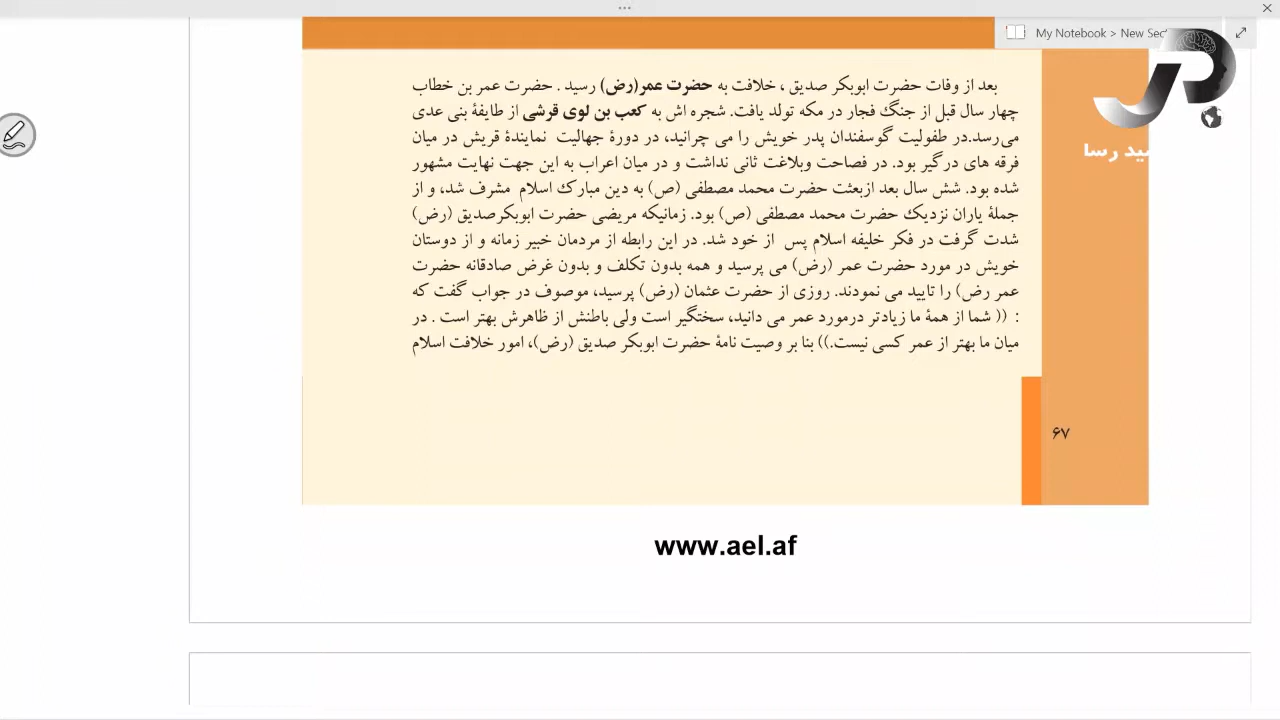 My Notebook > New Sec
بعد از وفات حضرت ابوبکر صدیق ، خلافت به حضرت عمر(رض) رسید . حضرت عمر بن خطاب
چهار سال قبل از جنگ فجار در مکه تولد یافت. شجره اش به کعب بن لوی قرشی از طایفۀ بنی عدی
می‌رسد.در طفولیت گوسفندان پدر خویش را می چرانید، در دورۀ جهالیت نمایندۀ قریش در میان
فرقه های درگیر بود. در فصاحت وبلاغت ثانی نداشت و در میان اعراب به این جهت نهایت مشهور
شده بود. شش سال بعد ازبعثت حضرت محمد مصطفی (ص) به دین مبارک اسلام مشرف شد، و از
جملۀ یاران نزدیک حضرت محمد مصطفی (ص) بود. زمانیکه مریضی حضرت ابوبکرصدیق (رض)
شدت گرفت در فکر خلیفه اسلام پس از خود شد. در این رابطه از مردمان خبیر زمانه و از دوستان
خویش در مورد حضرت عمر (رض) می پرسید و همه بدون تکلف و بدون غرض صادقانه حضرت
عمر رض) را تایید می نمودند. روزی از حضرت عثمان (رض) پرسید، موصوف در جواب گفت که
: (( شما از همۀ ما زیادتر درمورد عمر می دانید، سختگیر است ولی باطنش از ظاهرش بهتر است . در
میان ما بهتر از عمر کسی نیست.)) بنا بر وصیت نامۀ حضرت ابوبکر صدیق (رض)، امور خلافت اسلام
۶۷
www.ael.af
ید رسا